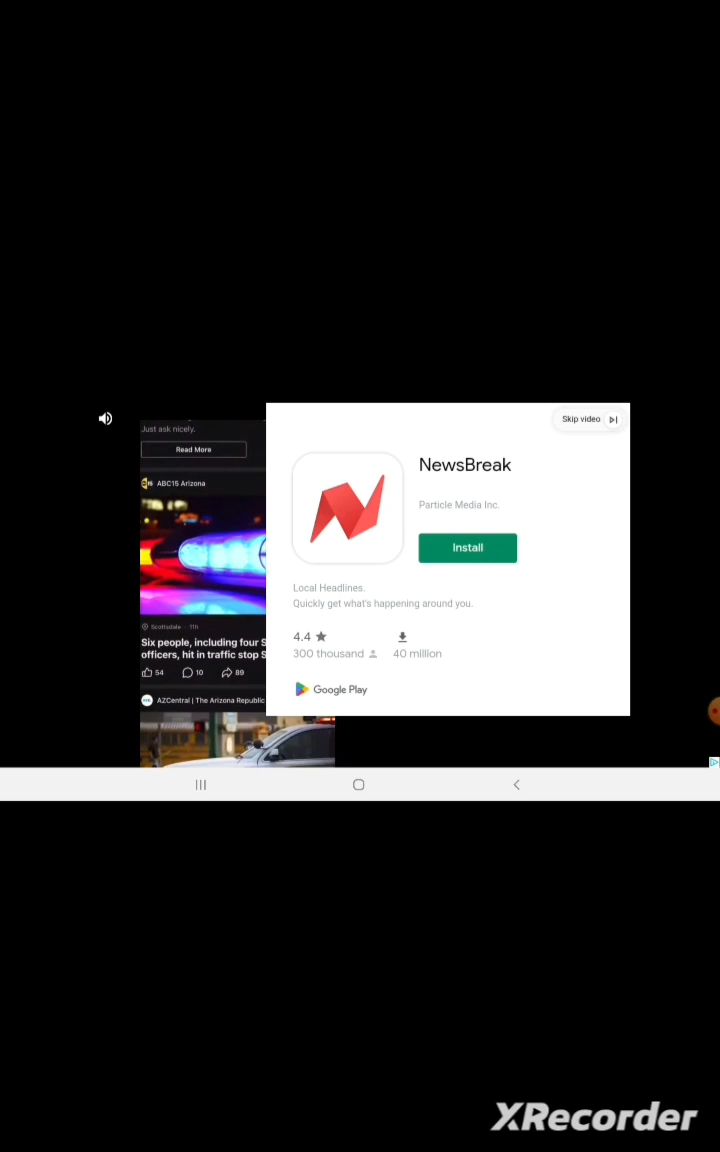 Just ask nicely.
Read More
ABC15 Arizona
Scottsdale · 11h
Six people, including four S
officers, hit in traffic stop S
54 10 89
AZCentral | The Arizona Republic
Skip video
NewsBreak
Particle Media Inc.
Install
Local Headlines.
Quickly get what's happening around you.
4.4
300 thousand 40 million
Google Play
XRecorder